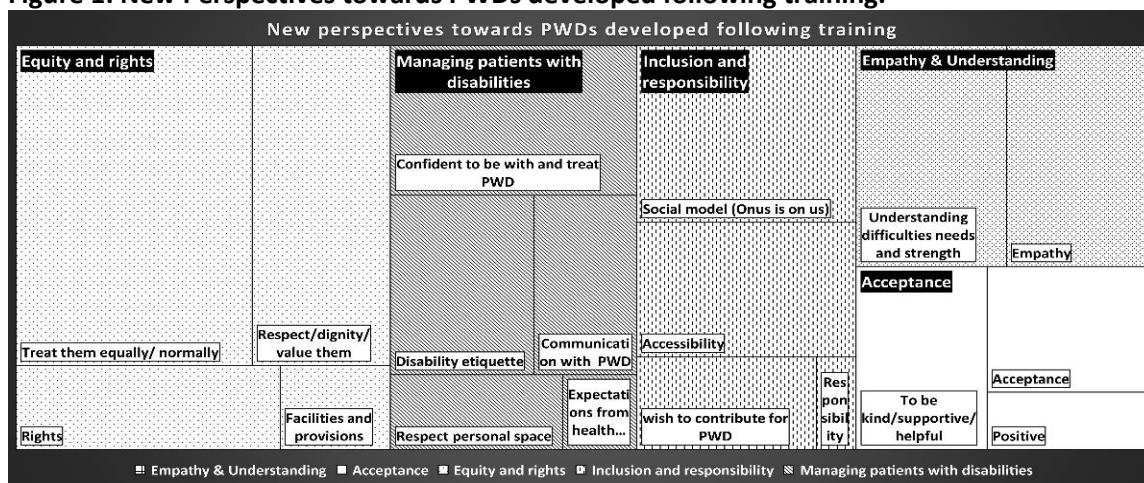 Figure 1: New Perspectives towards PWDs developed following training.
New perspectives towards PWDs developed following training
Equity and rights
Treat them equally/ normally
Respect/dignity/
value them
Rights
Facilities and
provisions
Managing patients with
disabilities
Confident to be with and treat
PWD
Disability etiquette
Communicati
on with PWD
Respect personal space
Expectati
ons from
health...
Inclusion and
responsibility
Social model (Onus is on us)
Accessibility
wish to contribute for
PWD
Res
pon
sibil
ity
Empathy & Understanding
Understanding
difficulties needs
and strength
Empathy
Acceptance
To be
kind/supportive/
helpful
Acceptance
Positive
Empathy & Understanding Acceptance Equity and rights Inclusion and responsibility Managing patients with disabilities